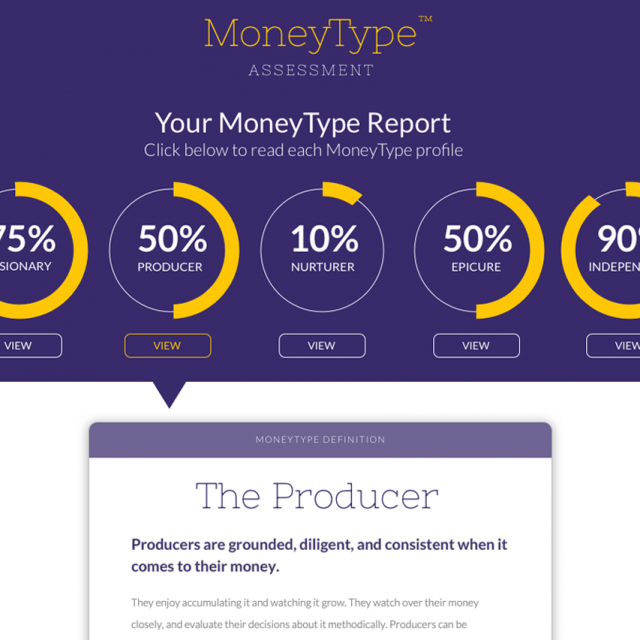 MoneyType™
ASSESSMENT
Your MoneyType Report
Click below to read each MoneyType profile
75% 50% 10% 50% 90
SIONARY PRODUCER NURTURER EPICURE INDEPEN
VIEW VIEW VIEW VIEW VIEW
MONEYTYPE DEFINITION
The Producer
Producers are grounded, diligent, and consistent when it
comes to their money.
They enjoy accumulating it and watching it grow. They watch over their money
closely, and evaluate their decisions about it methodically. Producers can be